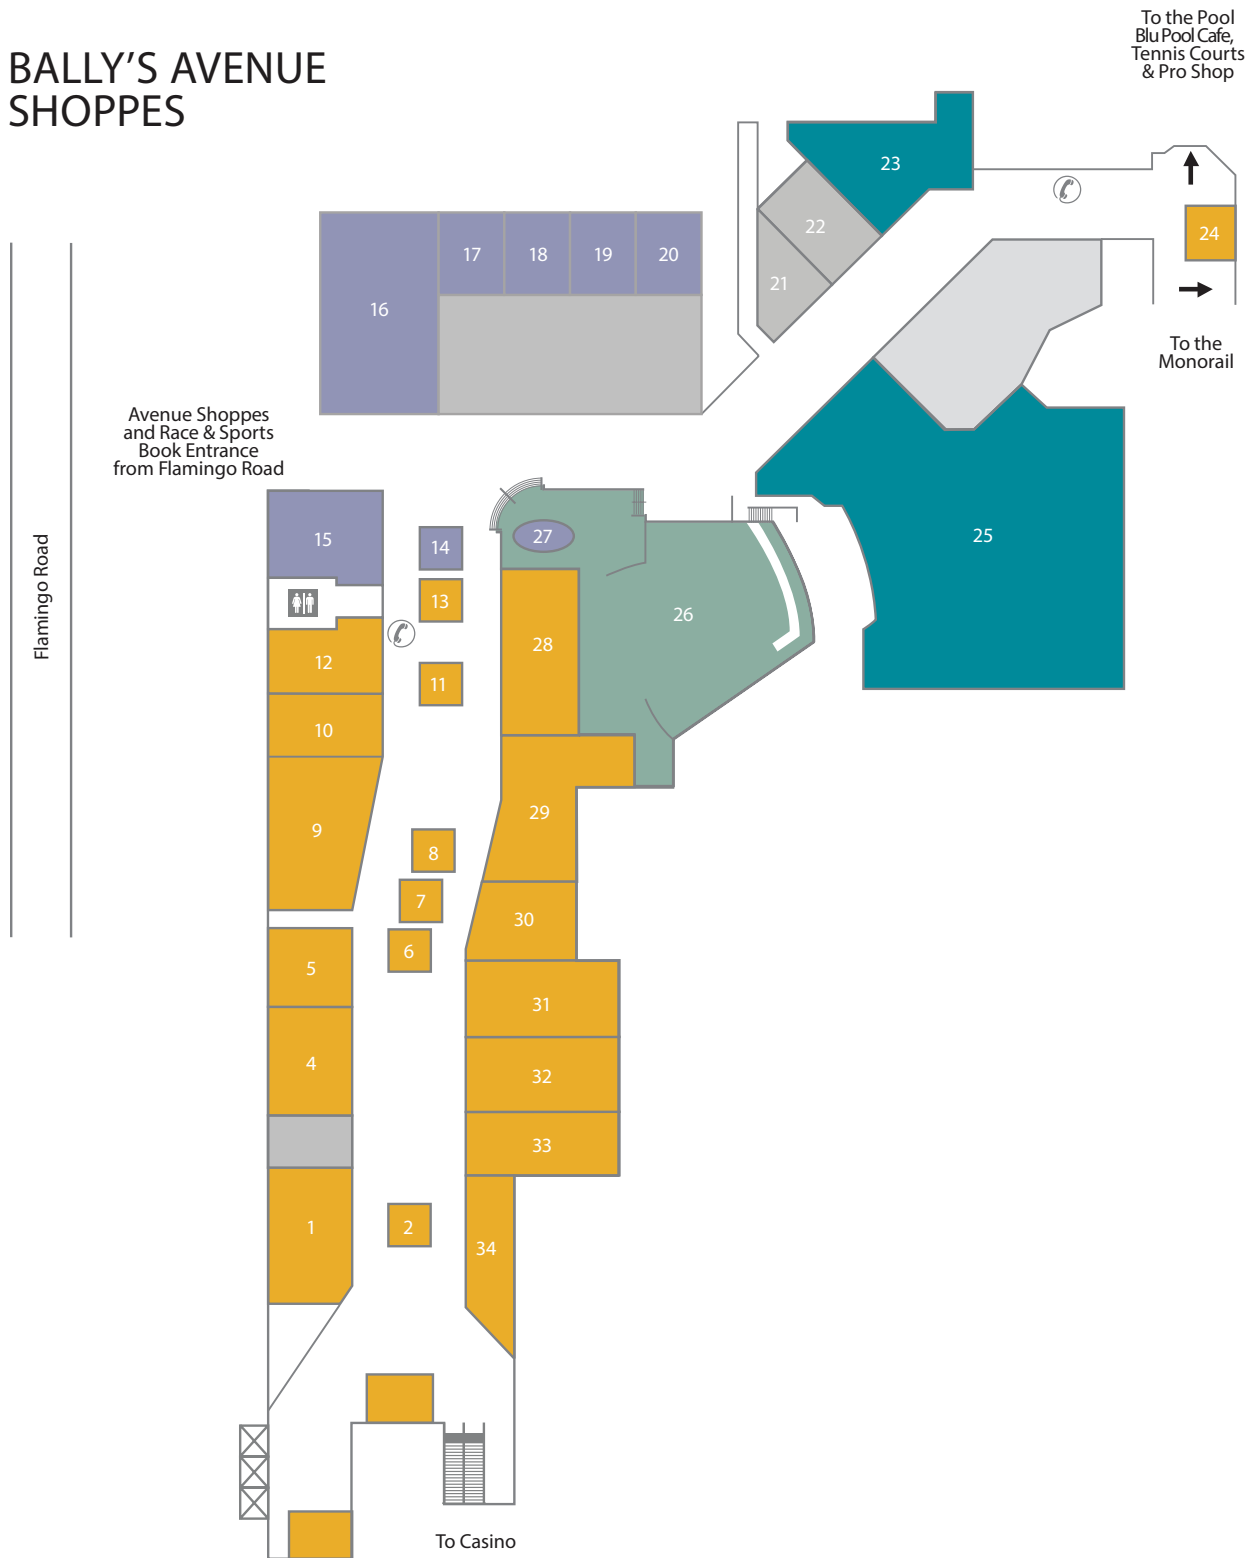 To the Pool
Blu Pool Cafe,
Tennis Courts
& Pro Shop
BALLY'S AVENUE
SHOPPES
23
22
24
17
18
19
20
21
16
To the
Monorail
Avenue Shoppes
and Race & Sports
Book Entrance
from Flamingo Road
Flamingo Road
15
14
27
25
13
26
28
12
11
10
9
29
8
7
30
6
5
31
4
32
33
1
2
34
To Casino